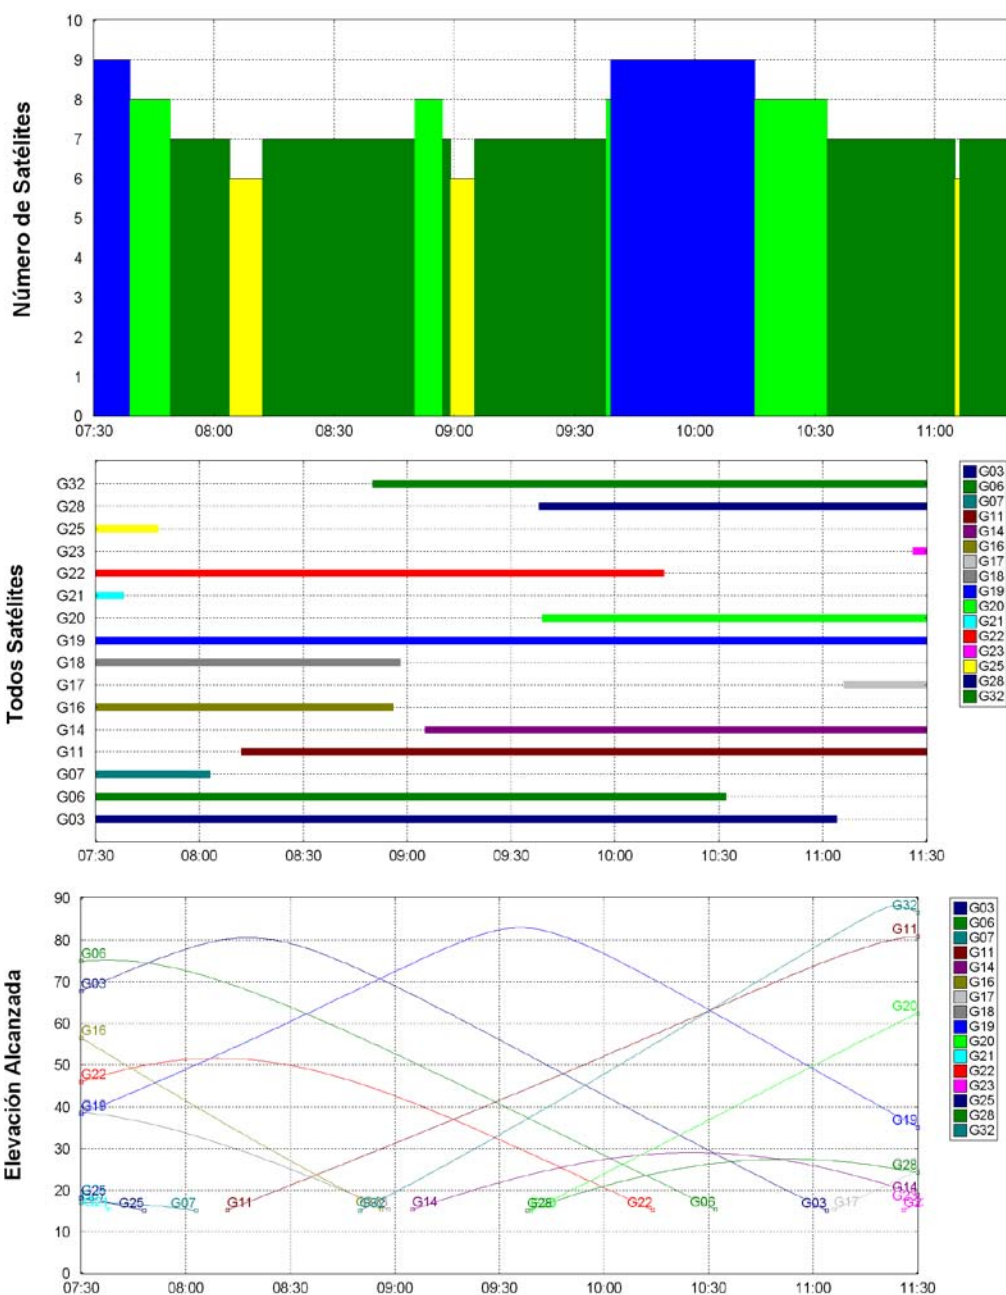 10
9
8
7
6
5
4
3
2
1
0
Número de Satélites
07:30 08:00 08:30 09:00 09:30 10:00 10:30 11:00
Todos Satélites
G32
G28
G25
G23
G22
G21
G20
G19
G18
G17
G16
G14
G11
G07
G06
G03
07:30 08:00 08:30 09:00 09:30 10:00 10:30 11:00 11:30
G03
G06
G07
G11
G14
G16
G17
G18
G19
G20
G21
G22
G23
G25
G28
G32
Elevación Alcanzada
90
80
70
60
50
40
30
20
10
0
G06
G03
G16
G22
G19
G25
G25
G07
G11
G32
G14
G28
G22
G06
G03
G17
G32
G11
G20
G19
G28
G14
07:30 08:00 08:30 09:00 09:30 10:00 10:30 11:00 11:30
G03
G06
G07
G11
G14
G16
G17
G18
G19
G20
G21
G22
G23
G25
G28
G32